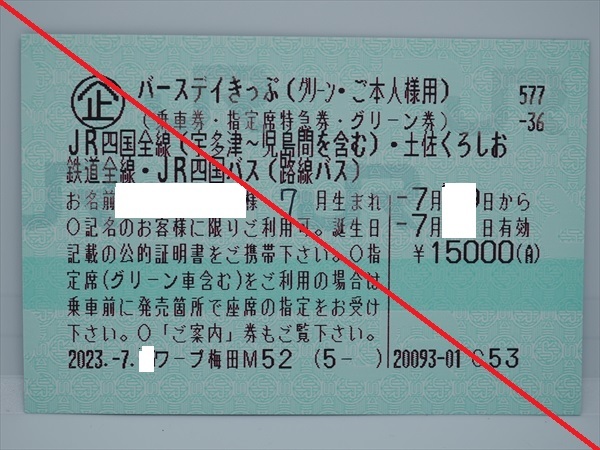 企 バースデイきっぷ(グリーン・ご本人様用) 577
(乗車券・指定席特急券・グリーン券) -36
JR四国全線(宇多津~児島間を含む)・土佐くろしお
鉄道全線・JR四国バス(路線バス)
お名前 様 7月生まれ -7月 日から
○記名のお客様に限りご利用可。誕生日 -7月 日有効
記載の公的証明書をご携帯下さい。○指 ¥15000(A)
定席(グリーン車含む)をご利用の場合は
乗車前に発売箇所で座席の指定をお受け
下さい。○「ご案内」券もご覧下さい。
2023.-7. ワープ梅田M52 (5- ) 20093-01 C53